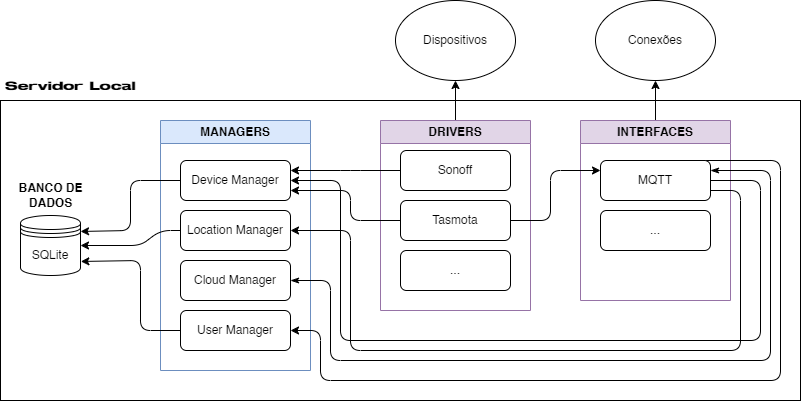 Dispositivos
Conexões
Servidor Local
MANAGERS
DRIVERS
INTERFACES
Device Manager
Sonoff
MQTT
BANCO DE
DADOS
SQLite
Location Manager
Tasmota
...
Cloud Manager
...
User Manager